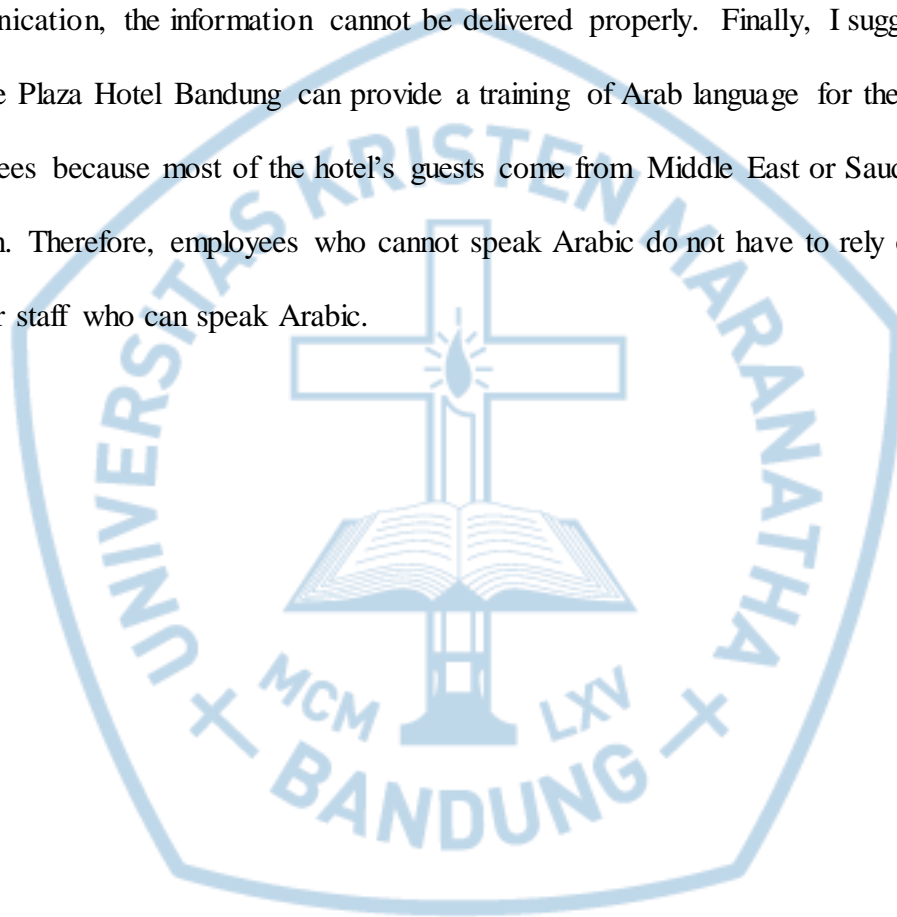 nication, the information cannot be delivered properly. Finally, I sugg
e Plaza Hotel Bandung can provide a training of Arab language for the
ees because most of the hotel's guests come from Middle East or Saud
n. Therefore, employees who cannot speak Arabic do not have to rely
r staff who can speak Arabic.
UNIVERSITAS KRISTEN MARANATHA
MCM LXV
BANDUNG